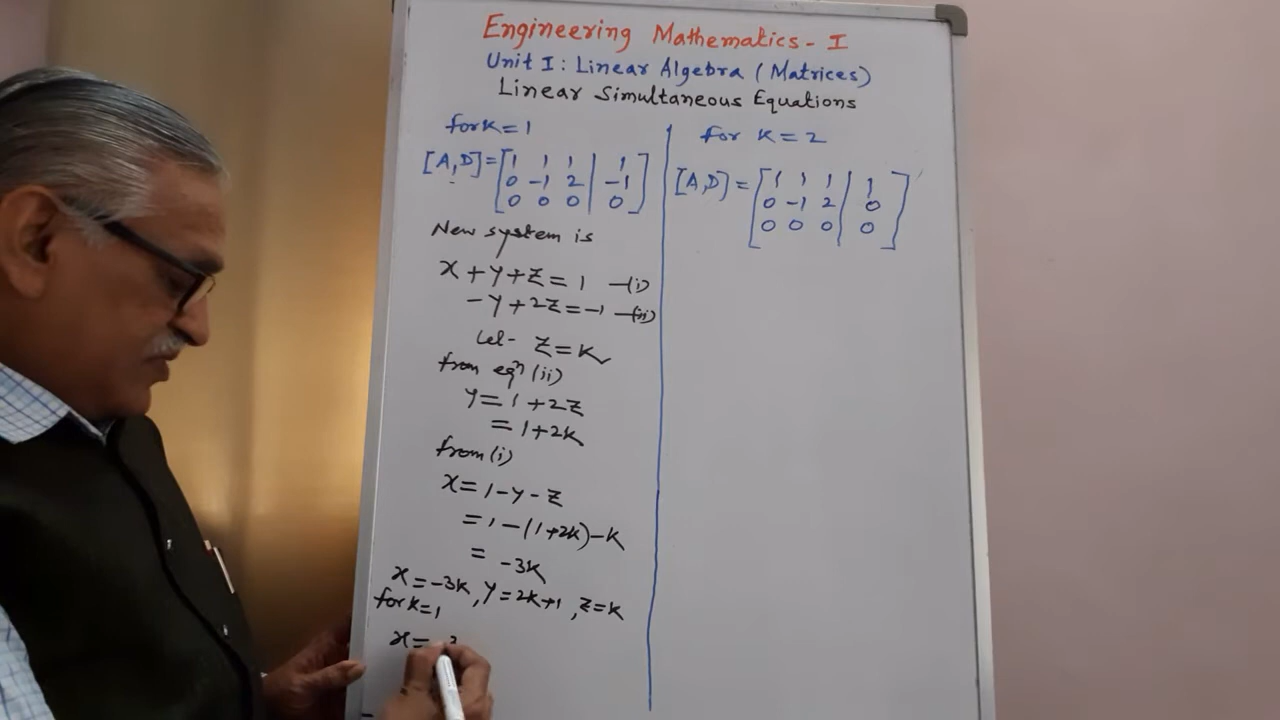 Engineering Mathematics - I
Unit I : Linear Algebra (Matrices)
Linear Simultaneous Equations
for k = 1
[A,D] = [1 1 1 | 1
0 -1 2 | -1
0 0 0 | 0]
New system is
x + y + z = 1 —(i)
- y + 2z = -1 —(ii)
Let- z = k
from eqn (ii)
y = 1 + 2z
= 1 + 2k
from (i)
x = 1 - y - z
= 1 - (1+2k) - k
= -3k
x = -3k, y = 2k+1, z = k
for k = 1
x = -3
for k = 2
[A,D] = [1 1 1 | 1
0 -1 2 | 0
0 0 0 | 0]